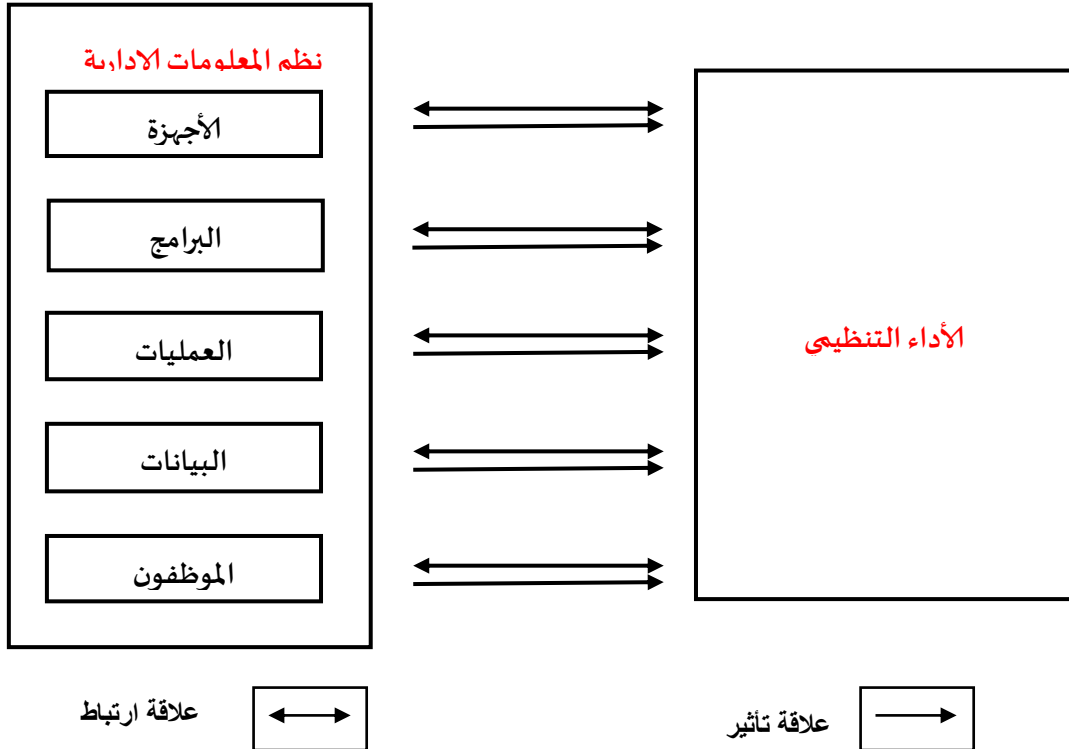 نظم المعلومات الادارية
الأجهزة
البرامج
العمليات
البيانات
الموظفون
الأداء التنظيمي
علاقة ارتباط
علاقة تأثير